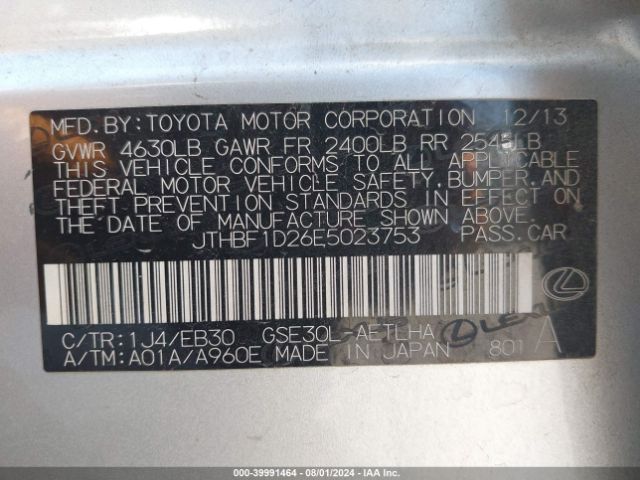 MFD. BY: TOYOTA MOTOR CORPORATION 12/13
GVWR 4630LB GAWR FR 2400LB RR 2545LB
THIS VEHICLE CONFORMS TO ALL APPLICABLE
FEDERAL MOTOR VEHICLE SAFETY, BUMPER, AND
THEFT PREVENTION STANDARDS IN EFFECT ON
THE DATE OF MANUFACTURE SHOWN ABOVE.
JTHBF1D26E5023753 PASS. CAR
C/TR: 1J4/EB30 GSE30L-AETLHA LEXUS A
A/TM: A01A/A960E MADE IN JAPAN 801
000-39991464 - 08/01/2024 - IAA Inc.